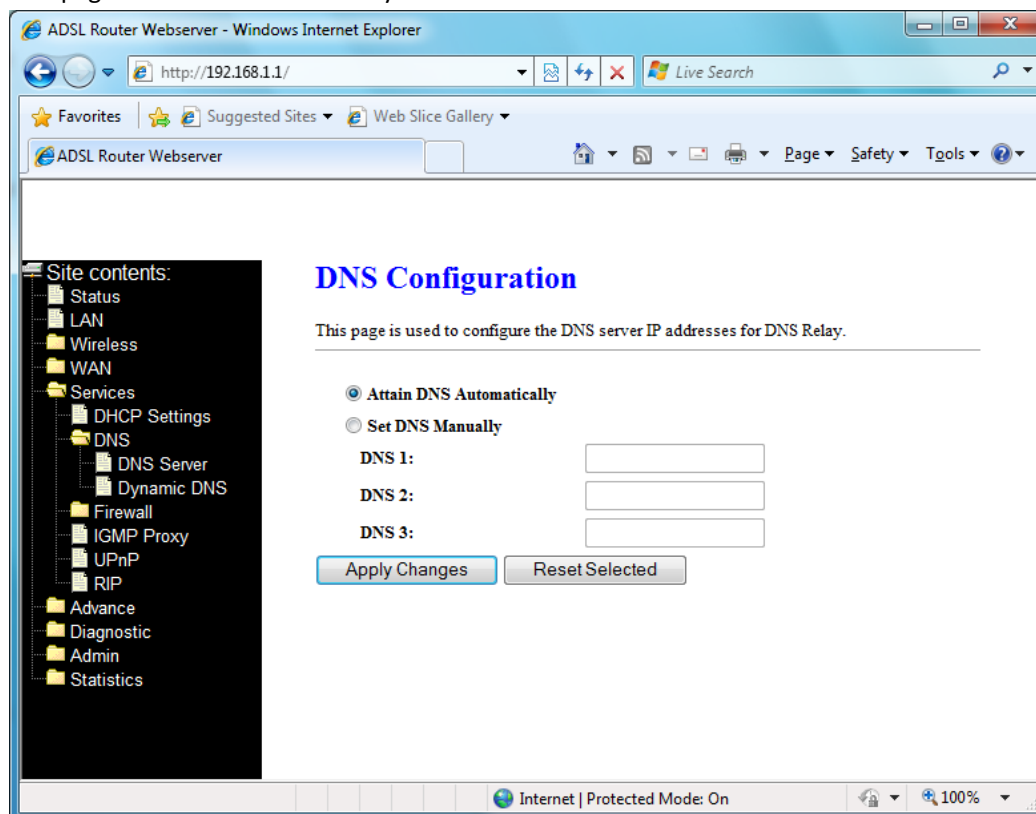 ADSL Router Webserver - Windows Internet Explorer
http://192.168.1.1/
Live Search
Favorites
Suggested Sites
Web Slice Gallery
ADSL Router Webserver
Page
Safety
Tools
Site contents:
Status
LAN
Wireless
WAN
Services
DHCP Settings
DNS
DNS Server
Dynamic DNS
Firewall
IGMP Proxy
UPnP
RIP
Advance
Diagnostic
Admin
Statistics
DNS Configuration
This page is used to configure the DNS server IP addresses for DNS Relay.
Attain DNS Automatically
Set DNS Manually
DNS 1:
DNS 2:
DNS 3:
Apply Changes
Reset Selected
Internet | Protected Mode: On
100%